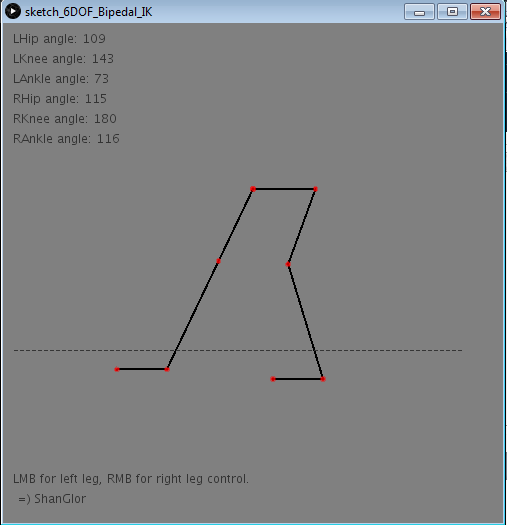 sketch_6DOF_Bipedal_IK
LHip angle: 109
LKnee angle: 143
LAnkle angle: 73
RHip angle: 115
RKnee angle: 180
RAnkle angle: 116
LMB for left leg, RMB for right leg control.
=) ShanGlor